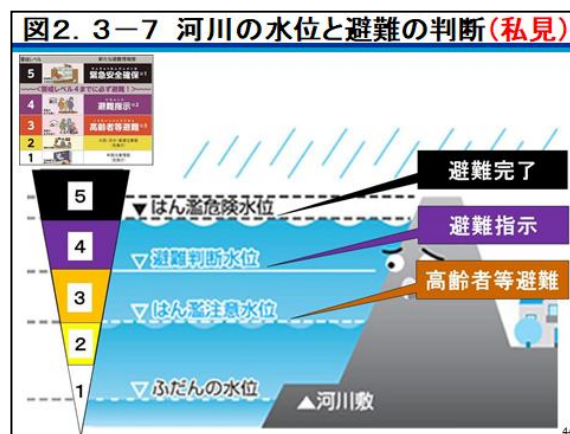 図2.3-7 河川の水位と避難の判断(私見)
5 緊急安全確保
<警戒レベル4までに必ず避難!>
4 避難指示
3 高齢者等避難
2
1
5
4
3
2
1
▼はん濫危険水位
▽避難判断水位
▽はん濫注意水位
▽ふだんの水位
▲河川敷
避難完了
避難指示
高齢者等避難